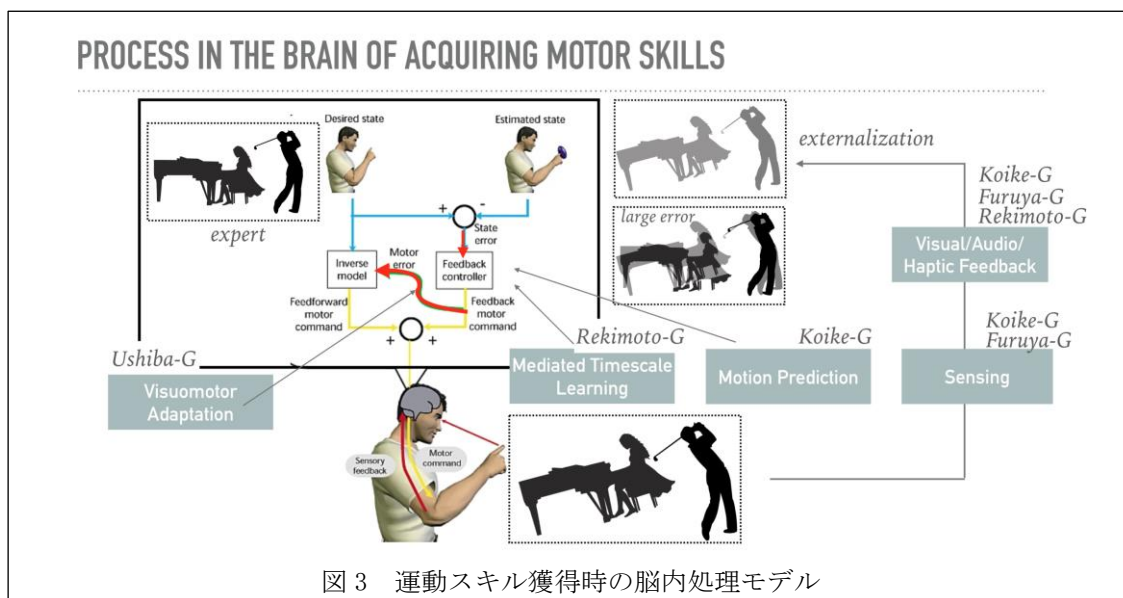 PROCESS IN THE BRAIN OF ACQUIRING MOTOR SKILLS
Desired state
Estimated state
expert
+
-
State
error
Inverse
model
Motor
error
Feedback
controller
Feedforward
motor
command
Feedback
motor
command
+
+
large error
externalization
Koike-G
Furuya-G
Rekimoto-G
Visual/Audio/
Haptic Feedback
Ushiba-G
Visuomotor
Adaptation
Rekimoto-G
Mediated Timescale
Learning
Koike-G
Motion Prediction
Koike-G
Furuya-G
Sensing
Sensory
feedback
Motor
command
図 3 運動スキル獲得時の脳内処理モデル